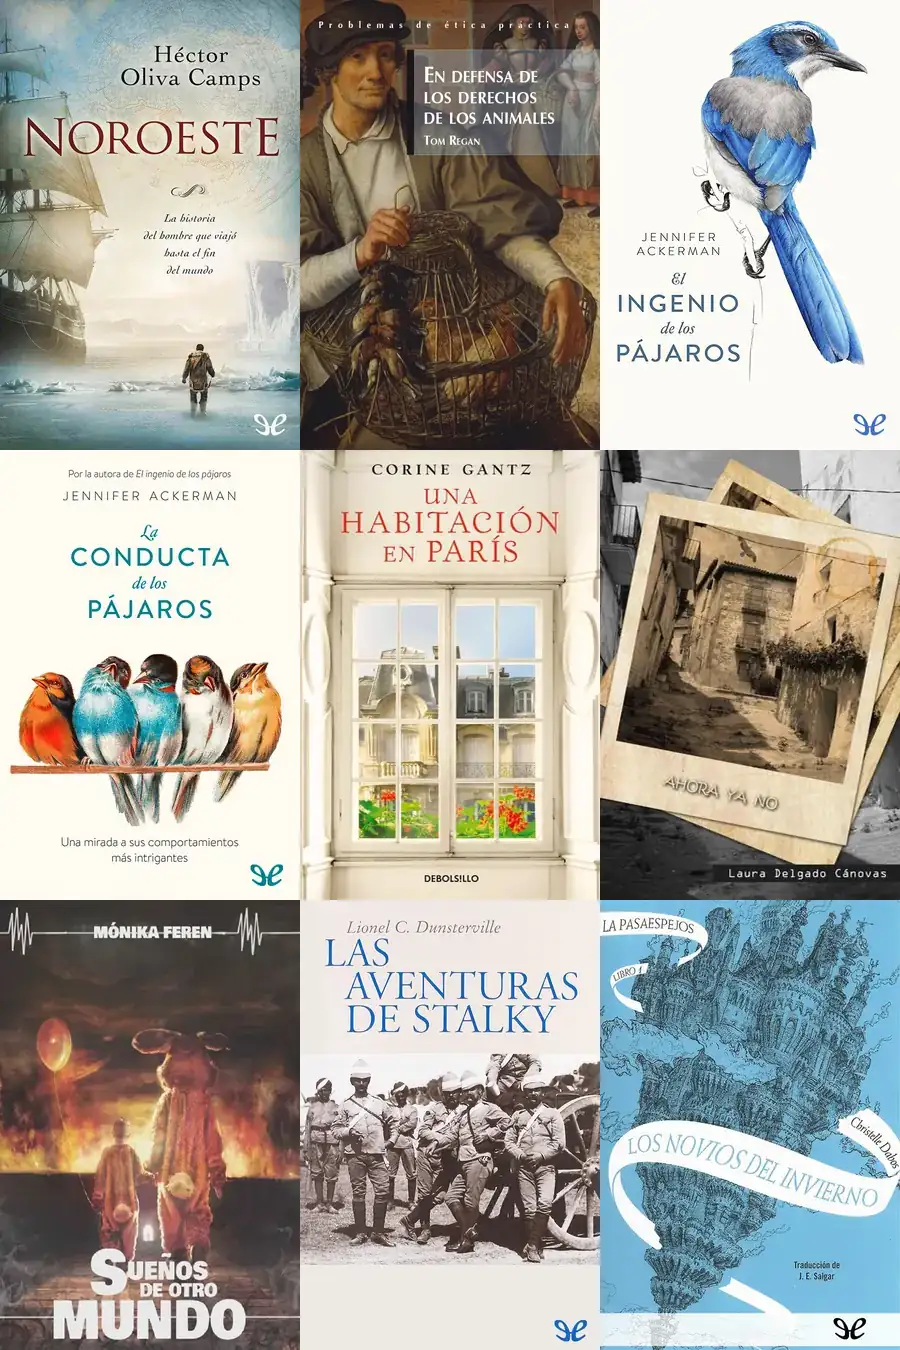 Héctor
Oliva Camps
NOROESTE
La historia
del hombre que viajó
hasta el fin
del mundo
Problemas de ética práctica
EN DEFENSA DE
LOS DERECHOS
DE LOS ANIMALES
TOM REGAN
JENNIFER
ACKERMAN
El
INGENIO
de los
PÁJAROS
Por la autora de El ingenio de los pájaros
JENNIFER ACKERMAN
La
CONDUCTA
de los
PÁJAROS
Una mirada a sus comportamientos
más intrigantes
CORINE GANTZ
UNA
HABITACIÓN
EN PARÍS
DEBOLS!LLO
AHORA YA NO
Laura Delgado Cánovas
MÓNIKA FEREN
SUEÑOS
DE OTRO
MUNDO
Lionel C. Dunsterville
LAS
AVENTURAS
DE STALKY
LA PASAESPEJOS
LIBRO 1
Christelle Dabos
LOS NOVIOS DEL INVIERNO
Traducción de
J. E. Salgar